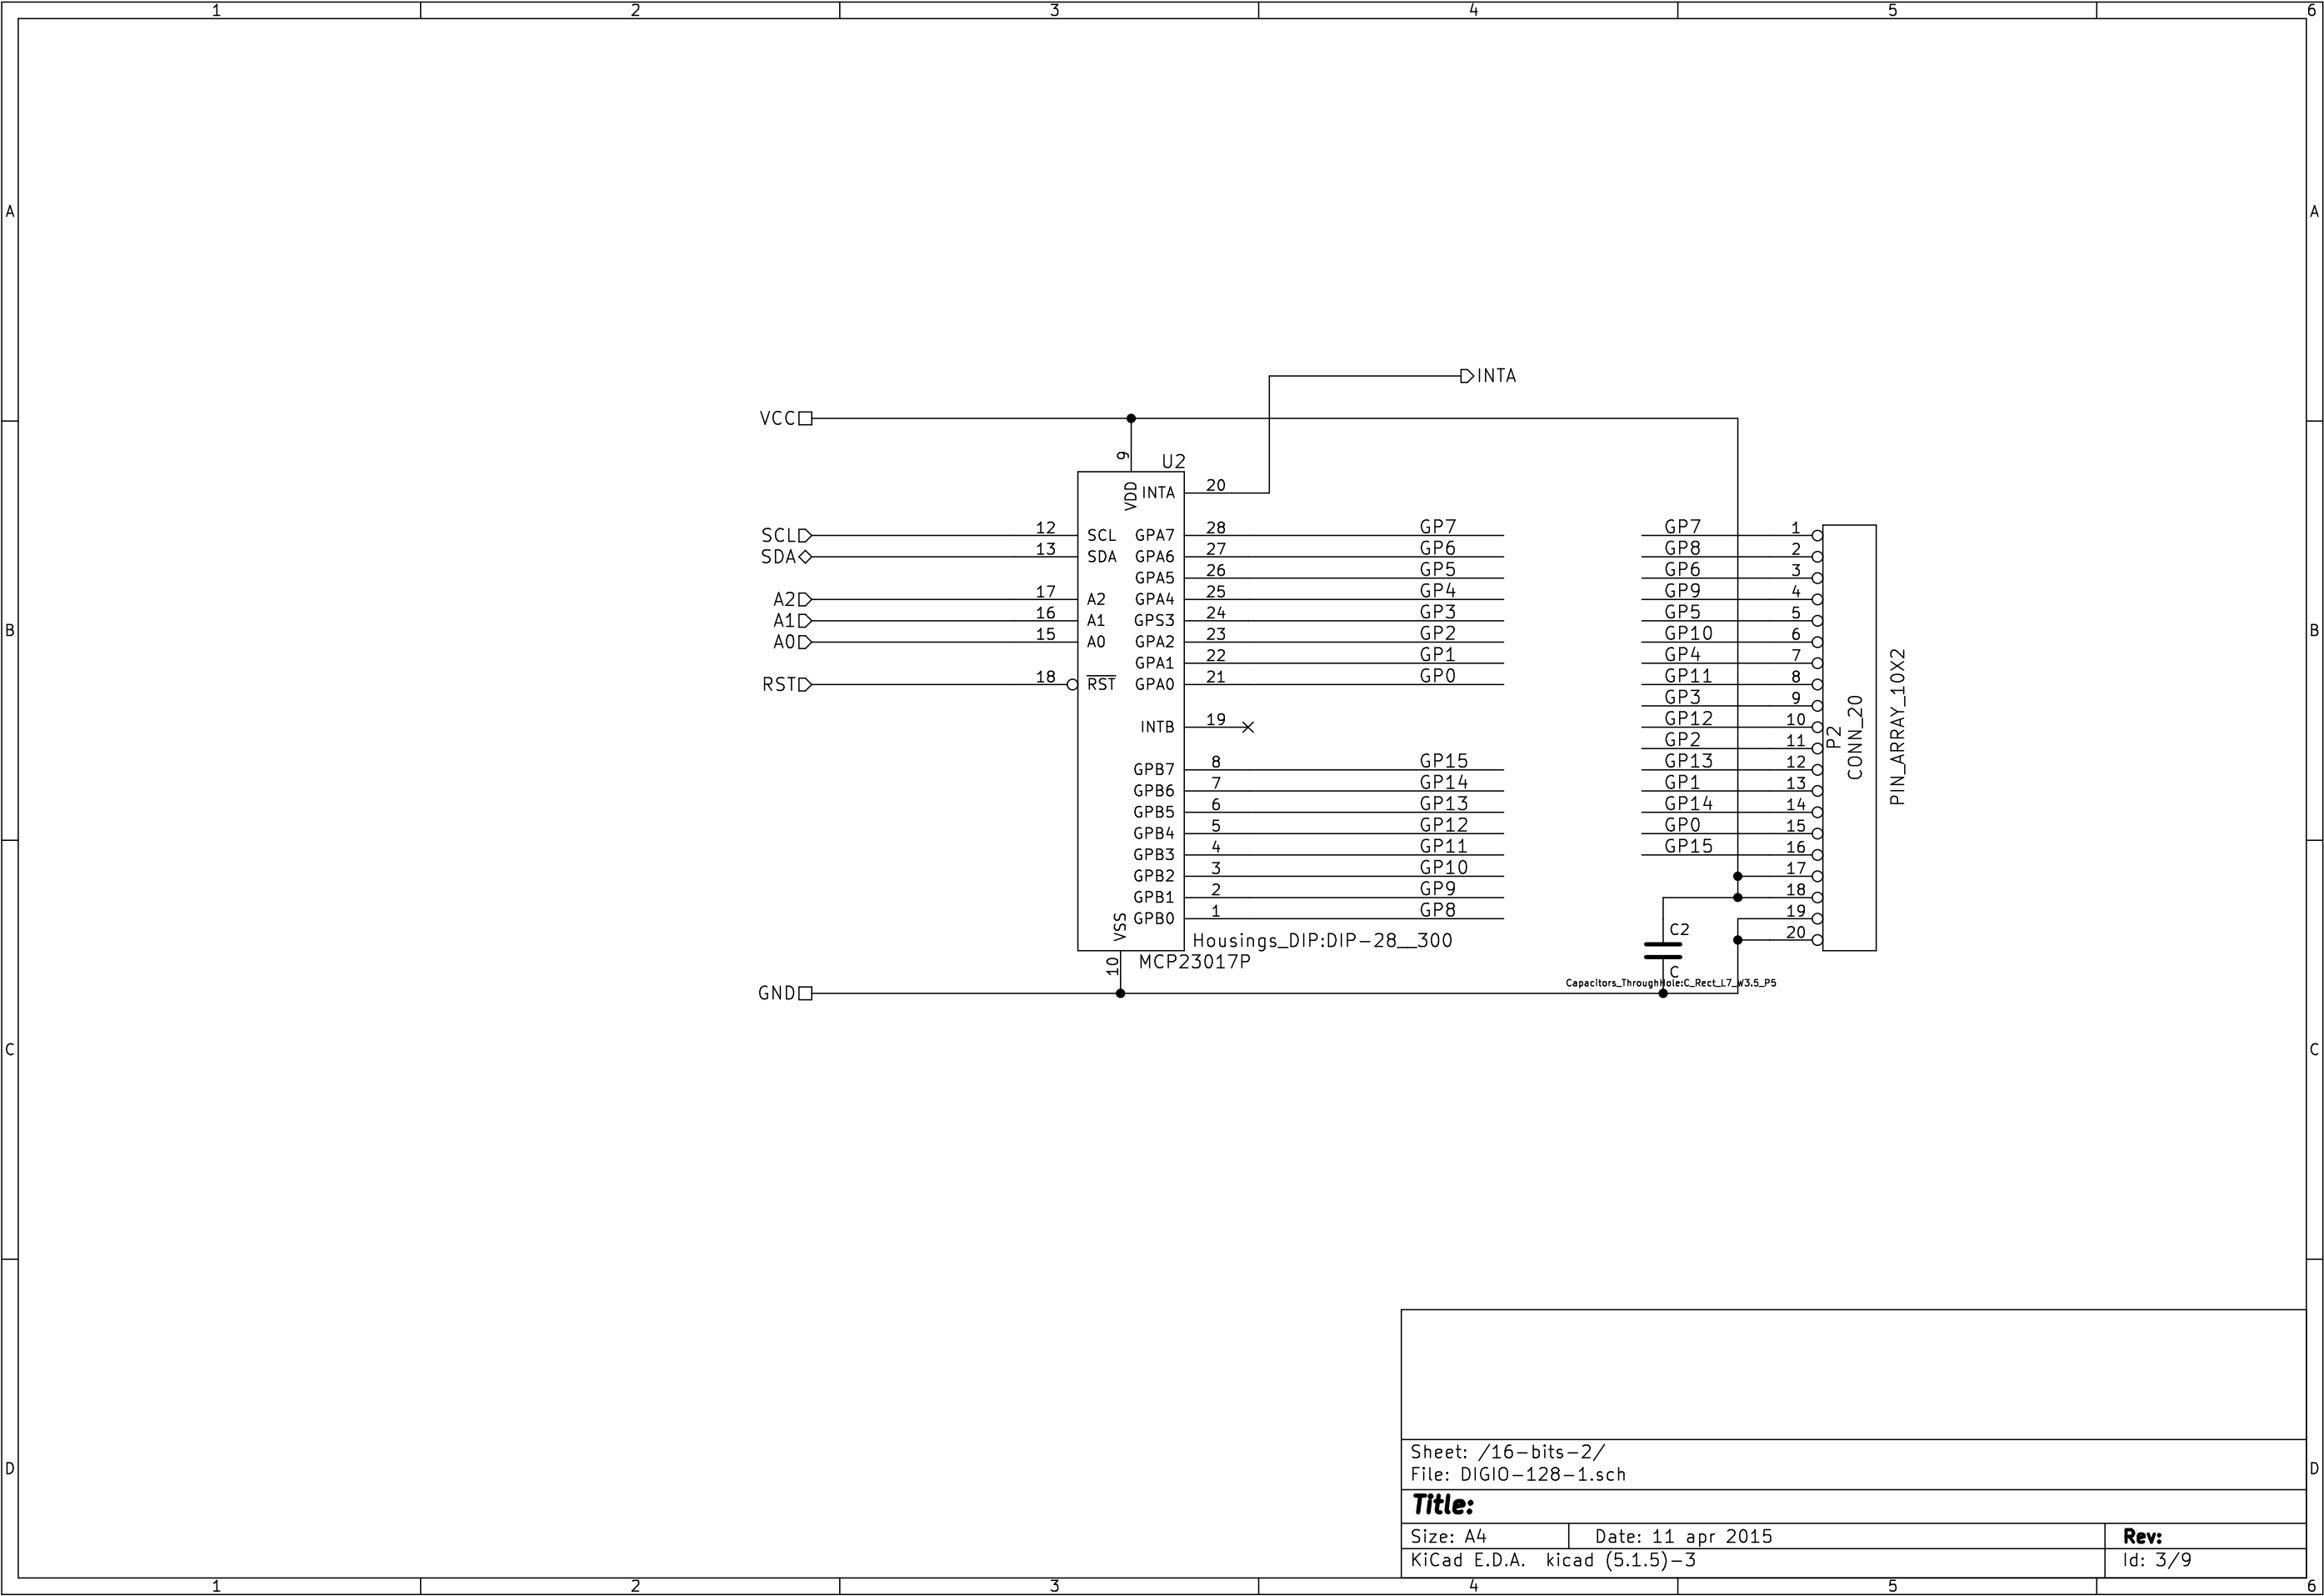 1 2 3 4 5 6
A A
INTA
VCC
9
U2
VDD INTA 20
SCL 12 SCL GPA7 28 GP7 GP7 1
SDA 13 SDA GPA6 27 GP6 GP8 2
GPA5 26 GP5 GP6 3
A2 17 A2 GPA4 25 GP4 GP9 4
A1 16 A1 GPS3 24 GP3 GP5 5
B B
A0 15 A0 GPA2 23 GP2 GP10 6
GPA1 22 GP1 GP4 7
RST 18 RST GPA0 21 GP0 GP11 8
GP3 9
INTB 19 GP12 10
GP2 11
P2
CONN_20
PIN_ARRAY_10X2
GPB7 8 GP15 GP13 12
GPB6 7 GP14 GP1 13
GPB5 6 GP13 GP14 14
GPB4 5 GP12 GP0 15
GPB3 4 GP11 GP15 16
GPB2 3 GP10 17
GPB1 2 GP9 18
VSS GPB0 1 GP8 19
C2 20
Housings_DIP:DIP-28__300
MCP23017P
10
C
Capacitors_ThroughHole:C_Rect_L7_W3.5_P5
GND
C C
D D
Sheet: /16-bits-2/
File: DIGIO-128-1.sch
Title:
Size: A4 Date: 11 apr 2015 Rev:
KiCad E.D.A. kicad (5.1.5)-3 Id: 3/9
1 2 3 4 5 6